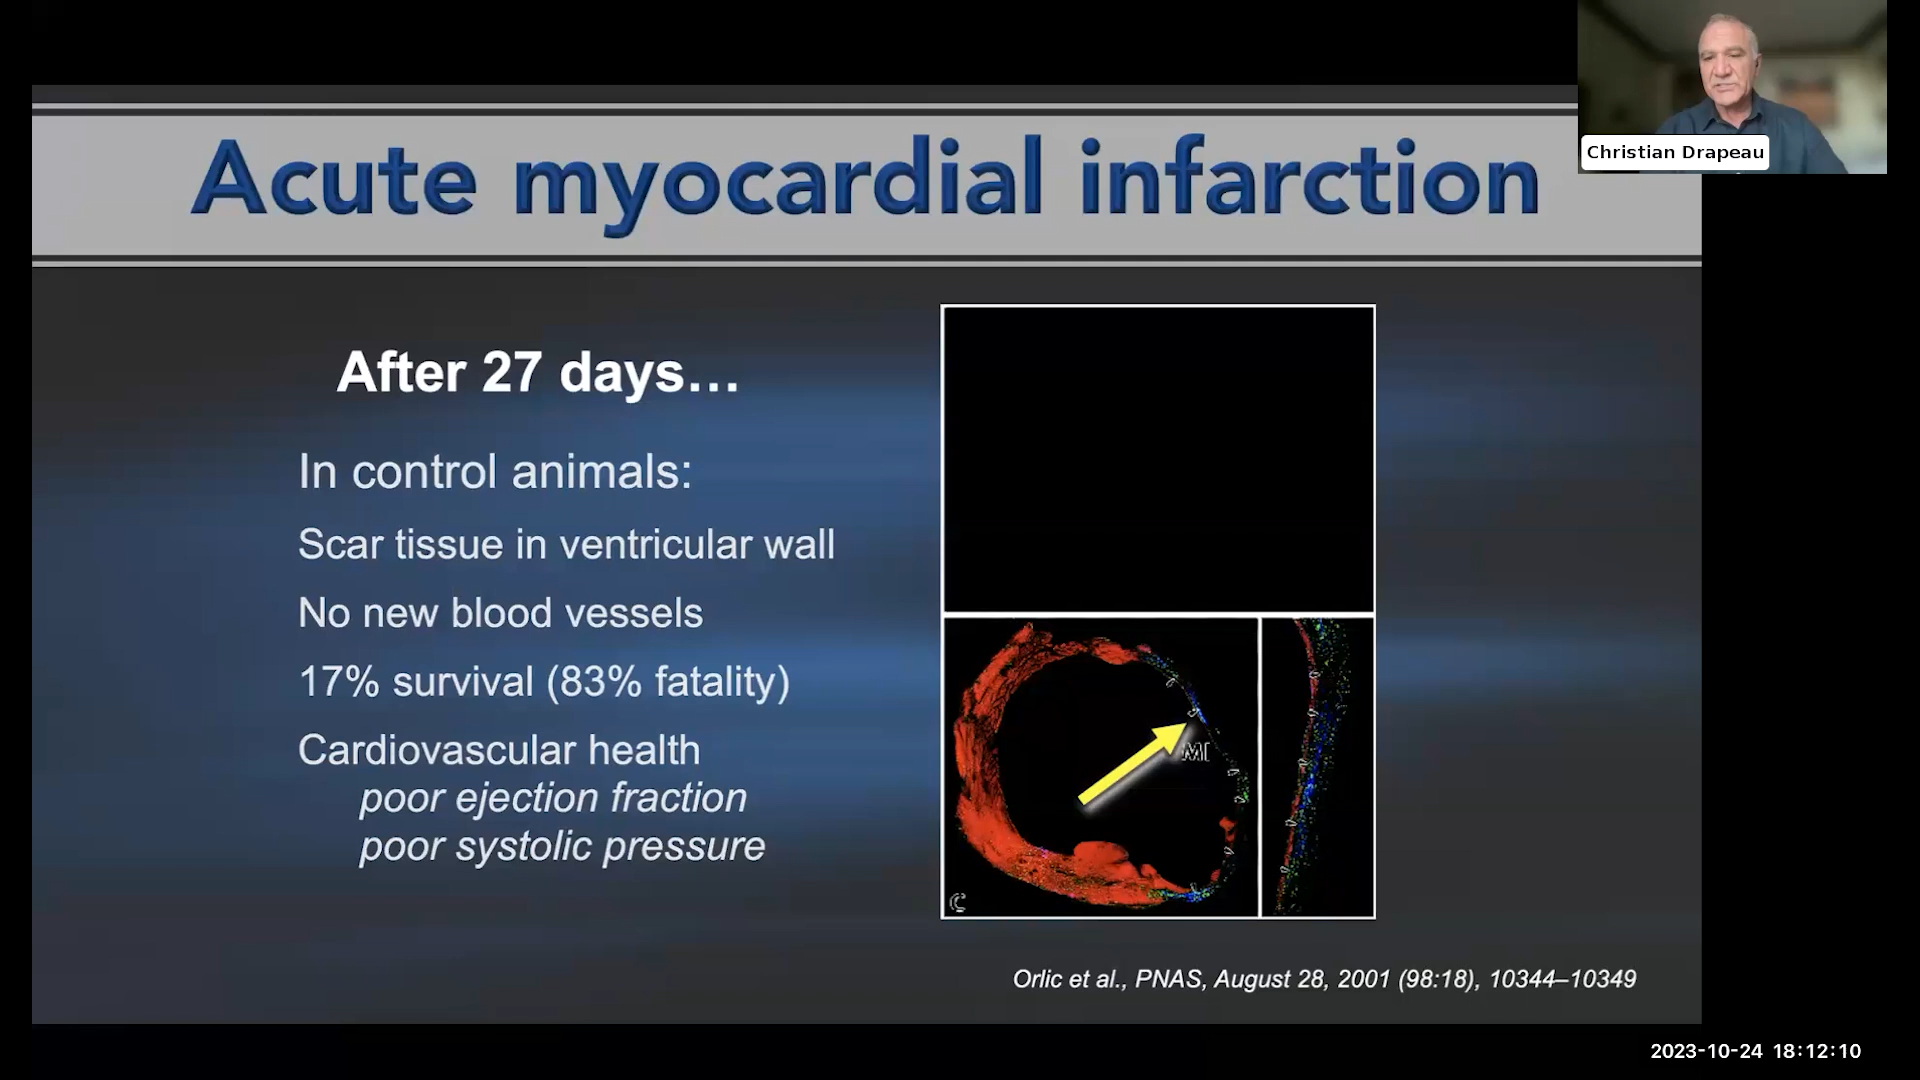 Christian Drapeau
Acute myocardial infarction
After 27 days…
In control animals:
Scar tissue in ventricular wall
No new blood vessels
17% survival (83% fatality)
Cardiovascular health
poor ejection fraction
poor systolic pressure
MI
C
Orlic et al., PNAS, August 28, 2001 (98:18), 10344–10349
2023-10-24 18:12:10